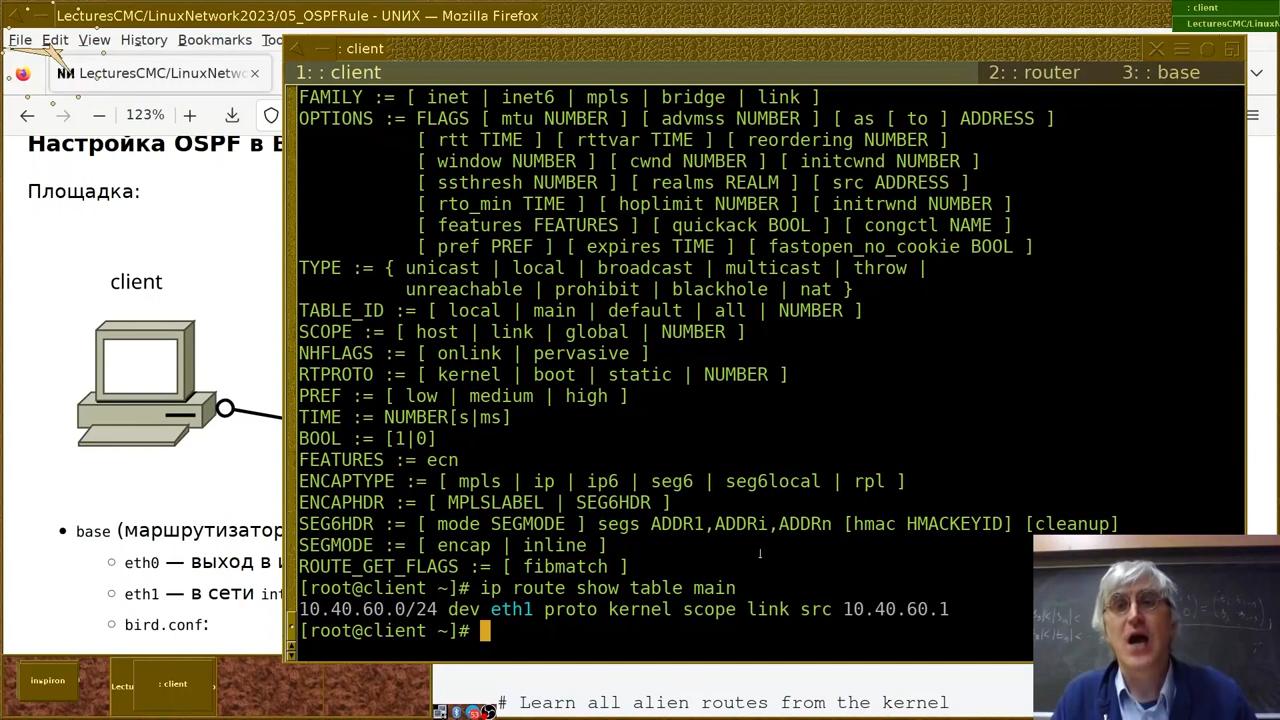 LecturesCMC/LinuxNetwork2023/05_OSPFRule - UNИX — Mozilla Firefox
: client
LecturesCMC/LinuxNetwork
File Edit View History Bookmarks
LecturesCMC/LinuxNetwo
123%
: client
1: : client 2: : router 3: : base
Настройка OSPF в
Площадка:
client
base (маршрутизатор
eth0 — выход в
eth1 — в сети
bird.conf:
FAMILY := [ inet | inet6 | mpls | bridge | link ]
OPTIONS := FLAGS [ mtu NUMBER ] [ advmss NUMBER ] [ as [ to ] ADDRESS ]
[ rtt TIME ] [ rttvar TIME ] [ reordering NUMBER ]
[ window NUMBER ] [ cwnd NUMBER ] [ initcwnd NUMBER ]
[ ssthresh NUMBER ] [ realms REALM ] [ src ADDRESS ]
[ rto_min TIME ] [ hoplimit NUMBER ] [ initrwnd NUMBER ]
[ features FEATURES ] [ quickack BOOL ] [ congctl NAME ]
[ pref PREF ] [ expires TIME ] [ fastopen_no_cookie BOOL ]
TYPE := { unicast | local | broadcast | multicast | throw |
unreachable | prohibit | blackhole | nat }
TABLE_ID := [ local | main | default | all | NUMBER ]
SCOPE := [ host | link | global | NUMBER ]
NHFLAGS := [ onlink | pervasive ]
RTPROTO := [ kernel | boot | static | NUMBER ]
PREF := [ low | medium | high ]
TIME := NUMBER[s|ms]
BOOL := [1|0]
FEATURES := ecn
ENCAPTYPE := [ mpls | ip | ip6 | seg6 | seg6local | rpl ]
ENCAPHDR := [ MPLSLABEL | SEG6HDR ]
SEG6HDR := [ mode SEGMODE ] segs ADDR1,ADDRi,ADDRn [hmac HMACKEYID] [cleanup]
SEGMODE := [ encap | inline ]
ROUTE_GET_FLAGS := [ fibmatch ]
[root@client ~]# ip route show table main
10.40.60.0/24 dev eth1 proto kernel scope link src 10.40.60.1
[root@client ~]#
# Learn all alien routes from the kernel
inspiron
Lectu
: client